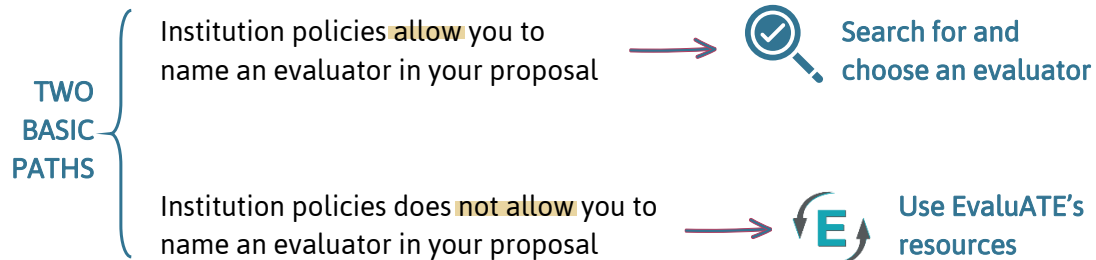 TWO
BASIC
PATHS
Institution policies allow you to
name an evaluator in your proposal
Search for and
choose an evaluator
Institution policies does not allow you to
name an evaluator in your proposal
E
Use EvaluATE's
resources